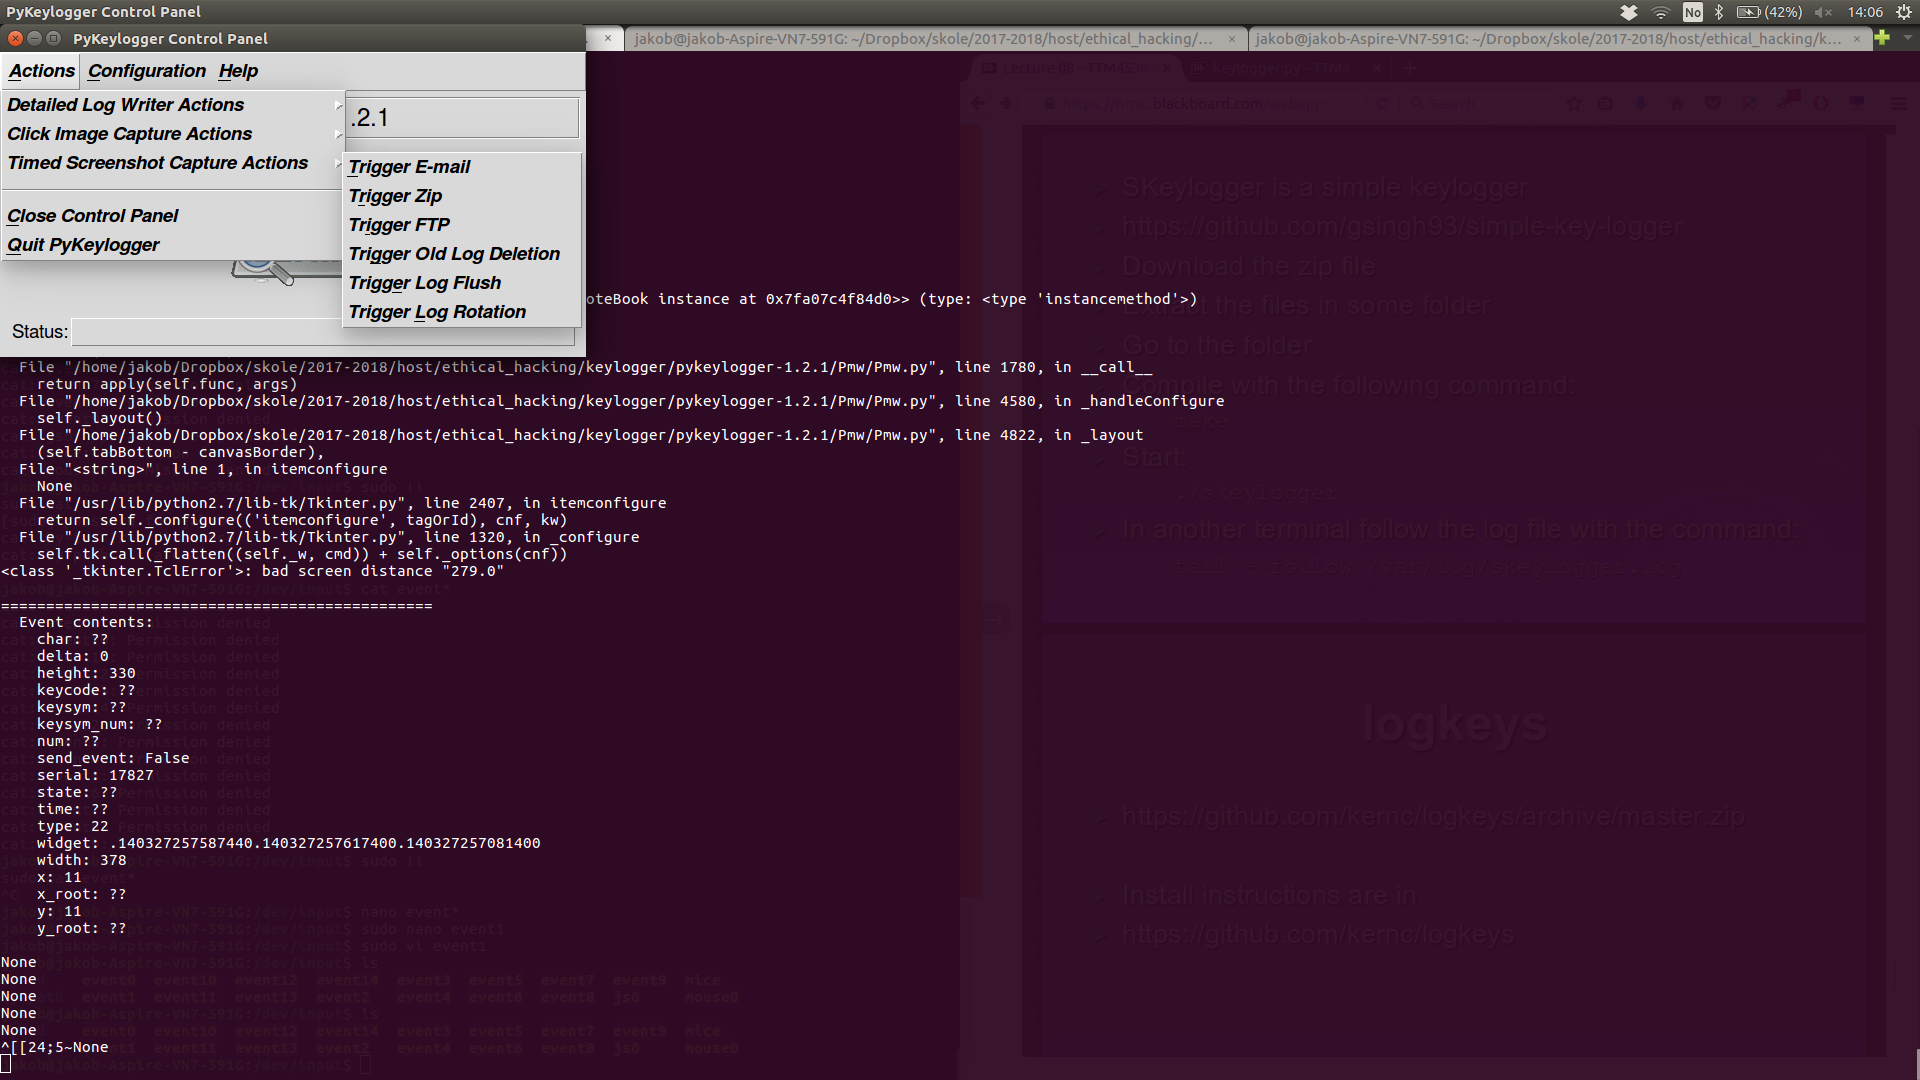 PyKeylogger Control Panel
No
(42%)
14:06
PyKeylogger Control Panel
jakob@jakob-Aspire-VN7-591G: ~/Dropbox/skole/2017-2018/host/ethical_hacking/...
jakob@jakob-Aspire-VN7-591G: ~/Dropbox/skole/2017-2018/host/ethical_hacking/k...
Actions Configuration Help
Detailed Log Writer Actions
Click Image Capture Actions
Timed Screenshot Capture Actions
Close Control Panel
Quit PyKeylogger
.2.1
Trigger E-mail
Trigger Zip
Trigger FTP
Trigger Old Log Deletion
Trigger Log Flush
Trigger Log Rotation
Status:
oteBook instance at 0x7fa07c4f84d0>> (type: <type 'instancemethod'>)
File "/home/jakob/Dropbox/skole/2017-2018/host/ethical_hacking/keylogger/pykeylogger-1.2.1/Pmw/Pmw.py", line 1780, in __call__
return apply(self.func, args)
File "/home/jakob/Dropbox/skole/2017-2018/host/ethical_hacking/keylogger/pykeylogger-1.2.1/Pmw/Pmw.py", line 4580, in _handleConfigure
self._layout()
File "/home/jakob/Dropbox/skole/2017-2018/host/ethical_hacking/keylogger/pykeylogger-1.2.1/Pmw/Pmw.py", line 4822, in _layout
(self.tabBottom - canvasBorder),
File "<string>", line 1, in itemconfigure
None
File "/usr/lib/python2.7/lib-tk/Tkinter.py", line 2407, in itemconfigure
return self._configure(('itemconfigure', tagOrId), cnf, kw)
File "/usr/lib/python2.7/lib-tk/Tkinter.py", line 1320, in _configure
self.tk.call(_flatten((self._w, cmd)) + self._options(cnf))
<class '_tkinter.TclError'>: bad screen distance "279.0"
================================================
Event contents:
char: ??
delta: 0
height: 330
keycode: ??
keysym: ??
keysym_num: ??
num: ??
send_event: False
serial: 17827
state: ??
time: ??
type: 22
widget: .140327257587440.140327257617400.140327257081400
width: 378
x: 11
x_root: ??
y: 11
y_root: ??
None
None
None
None
None
^[[24;5~None
SKeylogger is a simple keylogger
https://github.com/gsingh93/simple-key-logger
Download the zip file
Extract the files in some folder
Go to the folder
Compile with the following command:
make
Start:
In another terminal follow the log file with the command:
tail --follow /var/log/skeylogger.log
logkeys
https://github.com/kernc/logkeys/archive/master.zip
Install instructions are in
https://github.com/kernc/logkeys